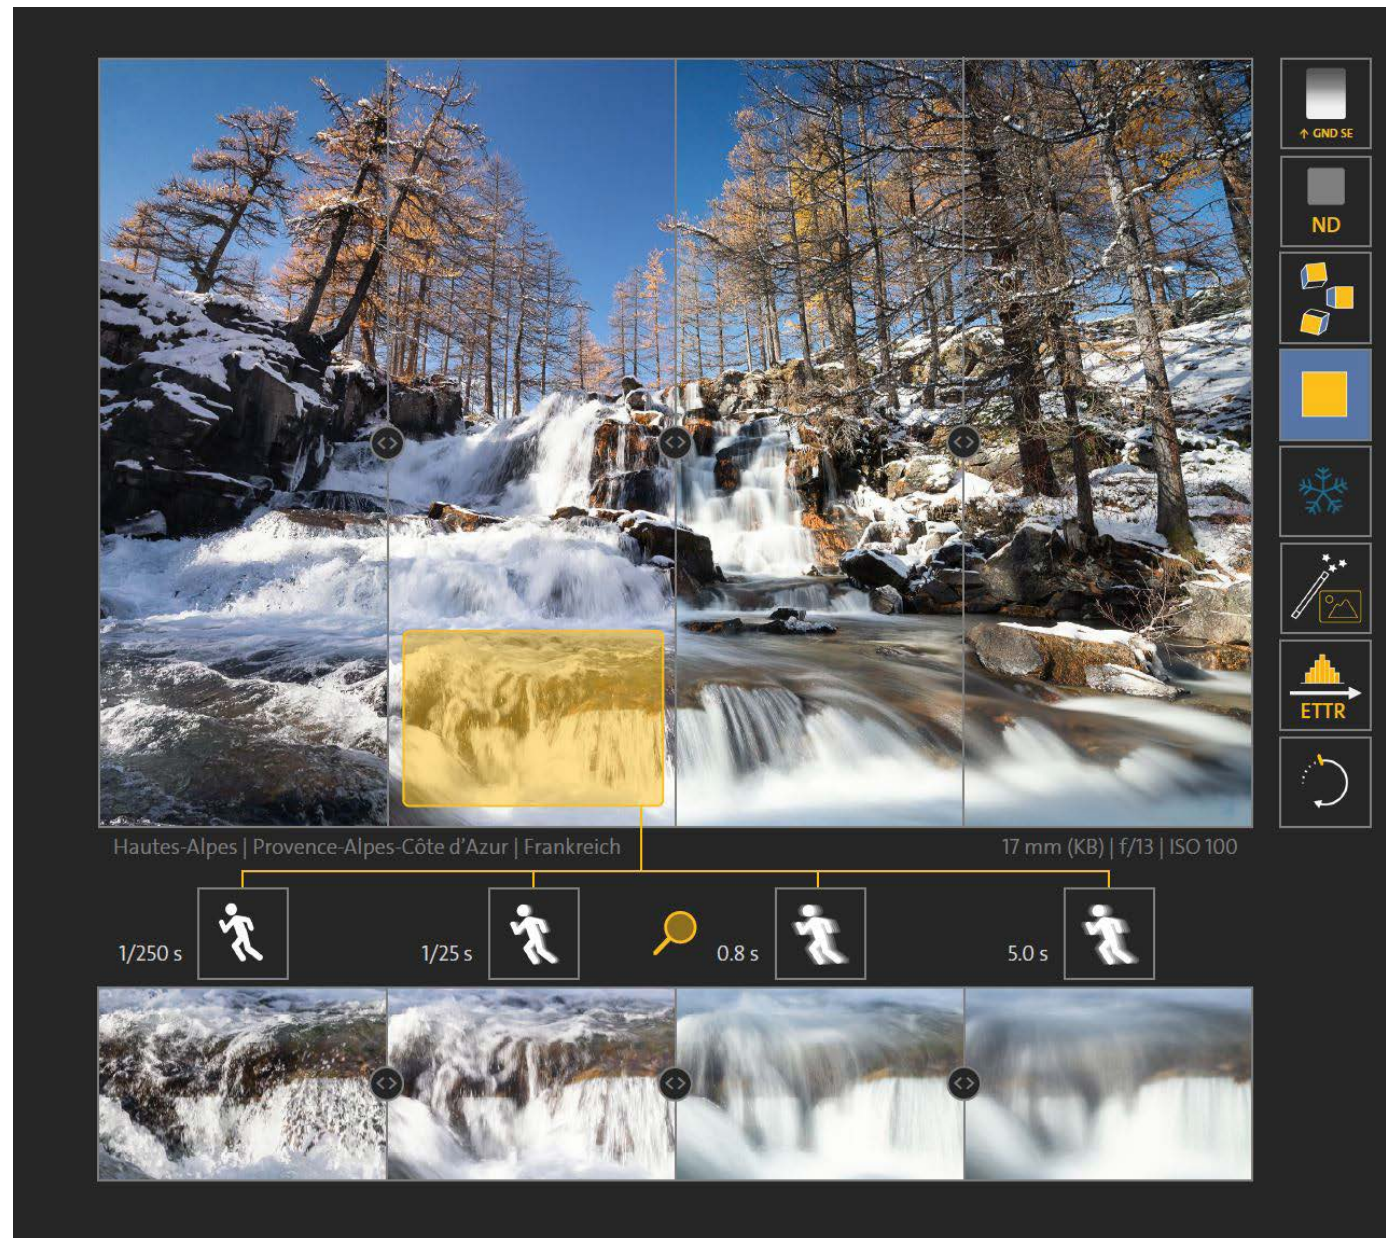 ↑ GND SE
ND
ETTR
Hautes-Alpes | Provence-Alpes-Côte d'Azur | Frankreich
17 mm (KB) | f/13 | ISO 100
1/250 s
1/25 s
0.8 s
5.0 s